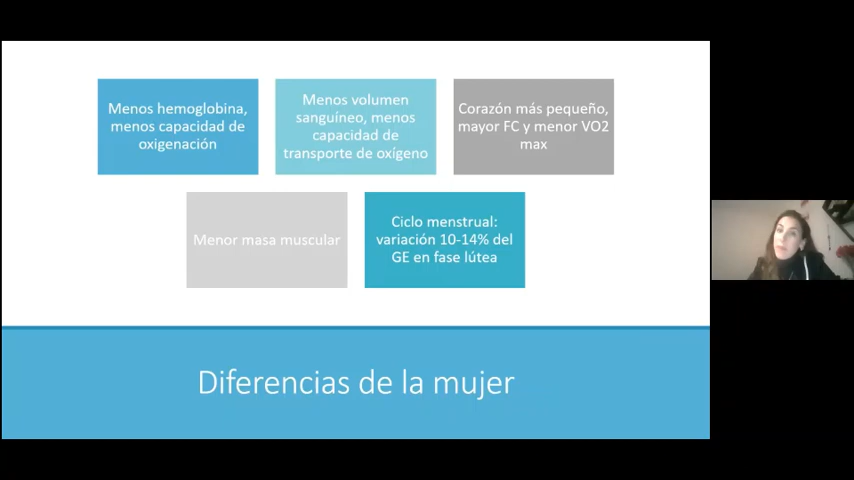 Menos hemoglobina,
menos capacidad de
oxigenación
Menos volumen
sanguíneo, menos
capacidad de
transporte de oxígeno
Corazón más pequeño,
mayor FC y menor VO2
max
Menor masa muscular
Ciclo menstrual:
variación 10-14% del
GE en fase lútea
Diferencias de la mujer